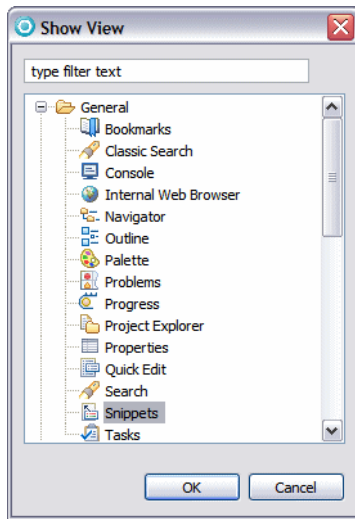 Show View
type filter text
General
Bookmarks
Classic Search
Console
Internal Web Browser
Navigator
Outline
Palette
Problems
Progress
Project Explorer
Properties
Quick Edit
Search
Snippets
Tasks
OK Cancel